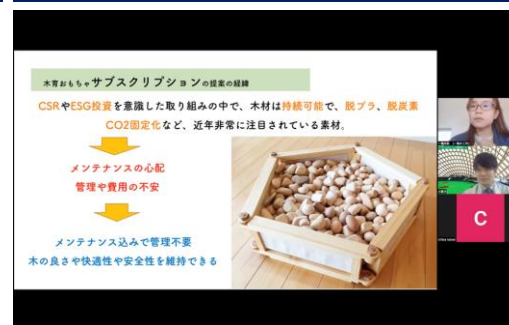 木育おもちゃサブスクリプションの提案の経緯
CSRやESG投資を意識した取り組みの中で、木材は持続可能で、脱プラ、脱炭素
CO2固定化など、近年非常に注目されている素材。
メンテナンスの心配
管理や費用の不安
メンテナンス込みで管理不要
木の良さや快適性や安全性を維持できる
C